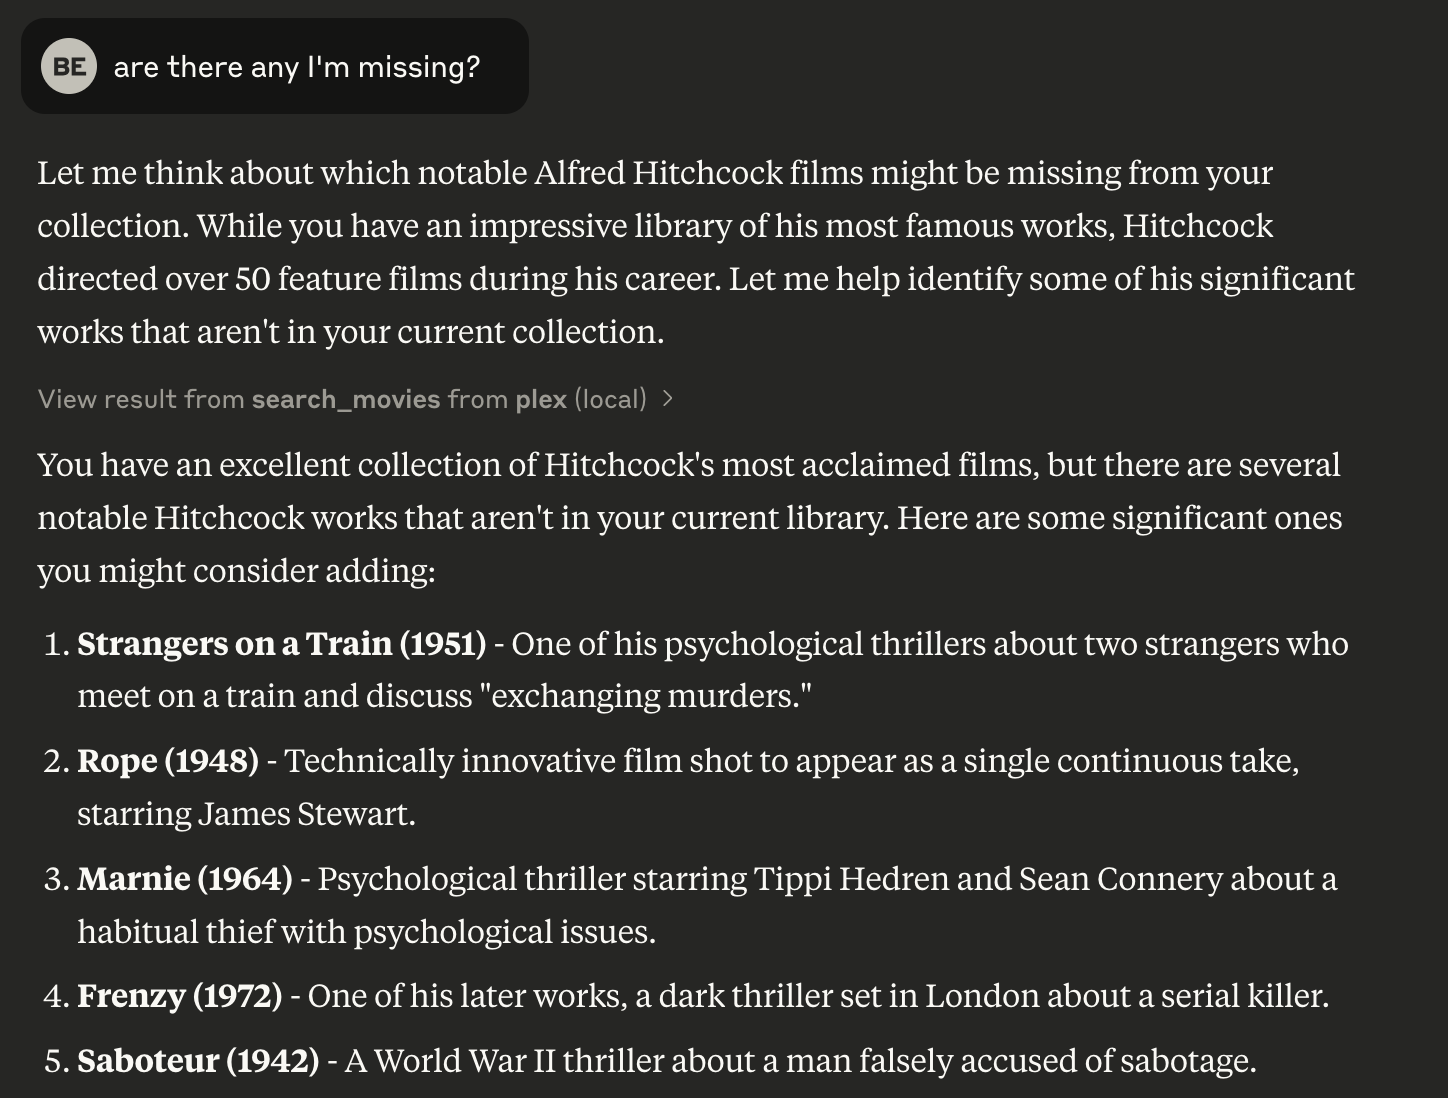 BE are there any I'm missing?
Let me think about which notable Alfred Hitchcock films might be missing from your
collection. While you have an impressive library of his most famous works, Hitchcock
directed over 50 feature films during his career. Let me help identify some of his significant
works that aren't in your current collection.
View result from search_movies from plex (local) >
You have an excellent collection of Hitchcock's most acclaimed films, but there are several
notable Hitchcock works that aren't in your current library. Here are some significant ones
you might consider adding:
1. Strangers on a Train (1951) - One of his psychological thrillers about two strangers who
meet on a train and discuss "exchanging murders."
2. Rope (1948) - Technically innovative film shot to appear as a single continuous take,
starring James Stewart.
3. Marnie (1964) - Psychological thriller starring Tippi Hedren and Sean Connery about a
habitual thief with psychological issues.
4. Frenzy (1972) - One of his later works, a dark thriller set in London about a serial killer.
5. Saboteur (1942) - A World War II thriller about a man falsely accused of sabotage.